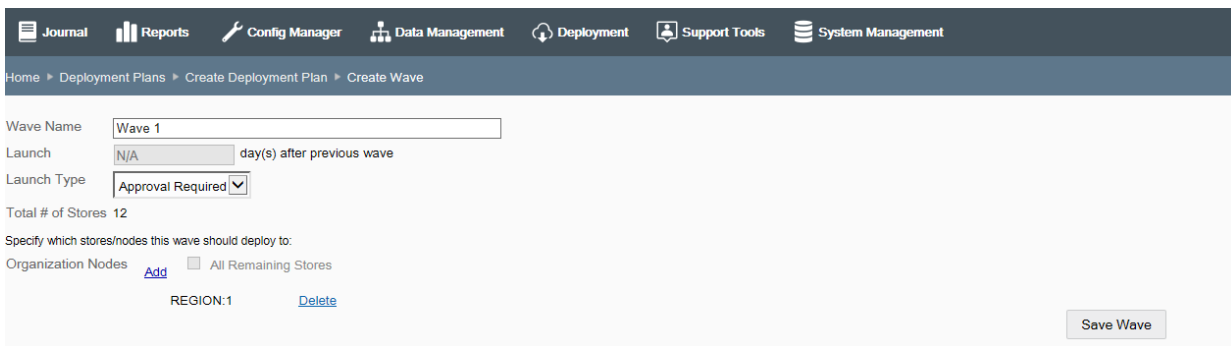 Journal Reports Config Manager Data Management Deployment Support Tools System Management
Home ▸ Deployment Plans ▸ Create Deployment Plan ▸ Create Wave
Wave Name Wave 1
Launch N/A day(s) after previous wave
Launch Type Approval Required
Total # of Stores 12
Specify which stores/nodes this wave should deploy to:
Organization Nodes Add All Remaining Stores
REGION:1 Delete
Save Wave